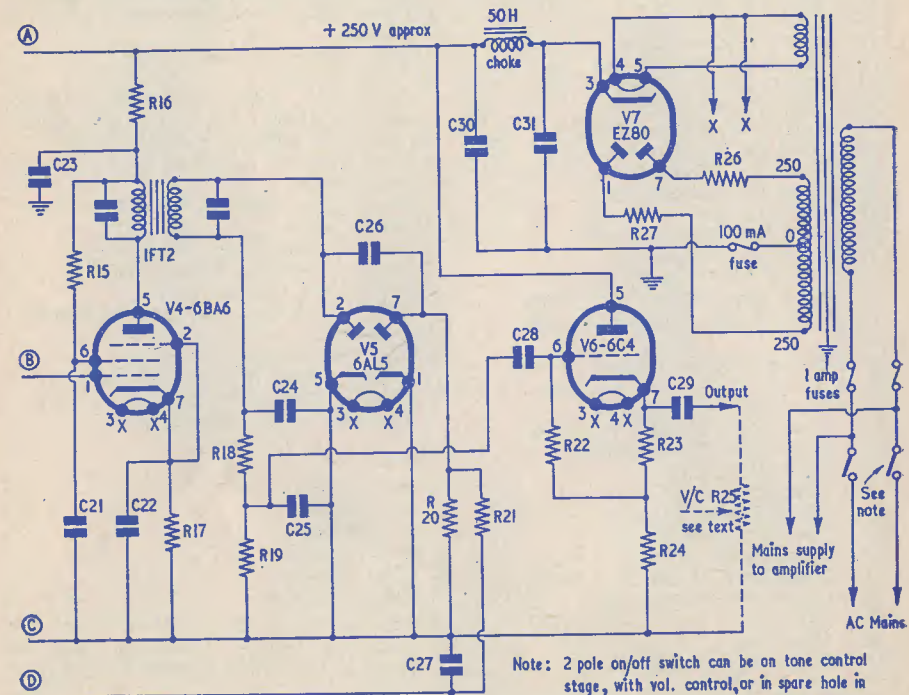 A
+ 250 V approx
50H
choke
4 5
3
V7
EZ80
1
7
X X
R16
C23
C30
C31
R26
250
R27
100 mA
fuse
0
250
IFT2
C26
R15
V4-6BA6
5
2
6
1
7
3 4
X X
B
2 7
V5
6AL5
5
1
3 4
X X
C28
5
V6-6C4
6
7
3 4
X X
C29
Output
1 amp
fuses
C24
R18
C25
R19
C21
C22
R17
R
20
R21
R22
R23
R24
V/C R25
see text
See
note
Mains supply
to amplifier
AC Mains
C
C27
D
Note: 2 pole on/off switch can be on tone control
stage, with vol. control, or in spare hole in